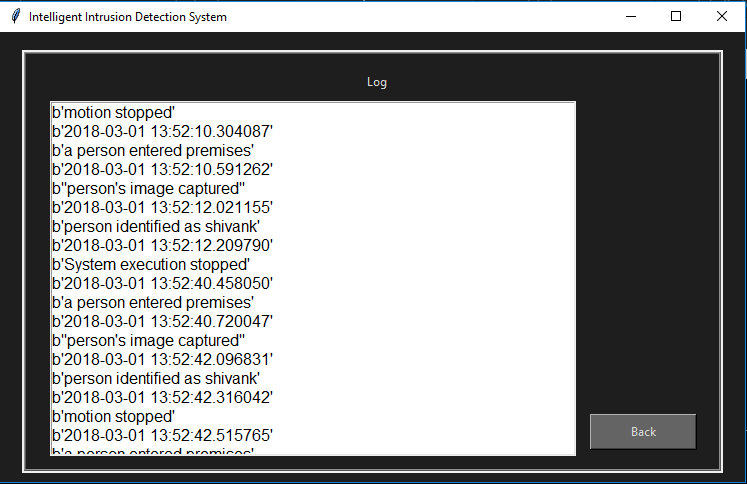 Intelligent Intrusion Detection System
Log
b'motion stopped'
b'2018-03-01 13:52:10.304087'
b'a person entered premises'
b'2018-03-01 13:52:10.591262'
b"person's image captured"
b'2018-03-01 13:52:12.021155'
b'person identified as shivank'
b'2018-03-01 13:52:12.209790'
b'System execution stopped'
b'2018-03-01 13:52:40.458050'
b'a person entered premises'
b'2018-03-01 13:52:40.720047'
b"person's image captured"
b'2018-03-01 13:52:42.096831'
b'person identified as shivank'
b'2018-03-01 13:52:42.316042'
b'motion stopped'
b'2018-03-01 13:52:42.515765'
b'a person entered premises'
Back